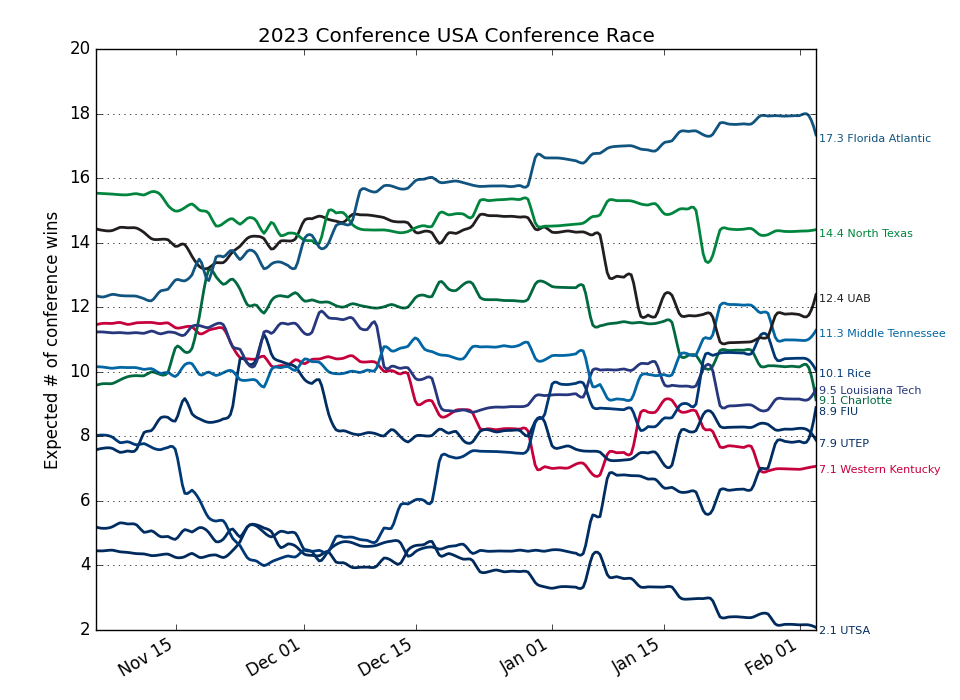 2023 Conference USA Conference Race
Expected # of conference wins
20
18
16
14
12
10
8
6
4
2
17.3 Florida Atlantic
14.4 North Texas
12.4 UAB
11.3 Middle Tennessee
10.1 Rice
9.5 Louisiana Tech
9.1 Charlotte
8.9 FIU
7.9 UTEP
7.1 Western Kentucky
2.1 UTSA
Nov 15
Dec 01
Dec 15
Jan 01
Jan 15
Feb 01